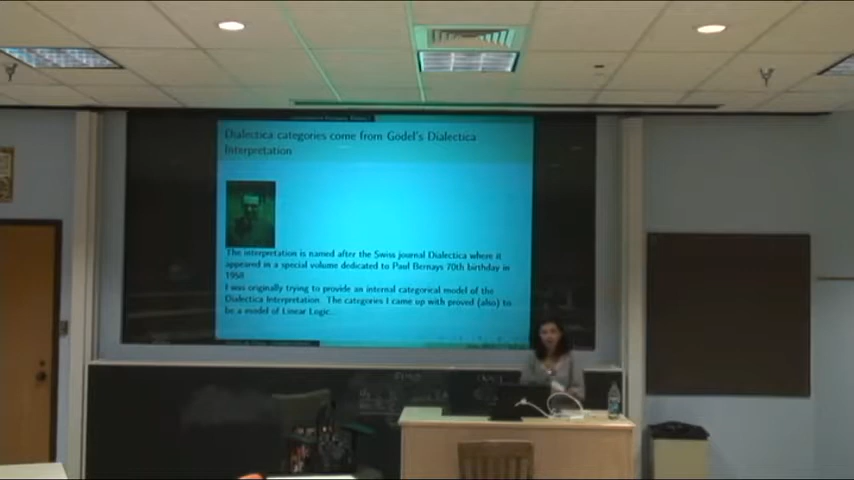 Dialectica categories come from Godel's Dialectica
Interpretation
The interpretation is named after the Swiss journal Dialectica where it
appeared in a special volume dedicated to Paul Bernays 70th birthday in
1958
I was originally trying to provide an internal categorical model of the
Dialectica Interpretation. The categories I came up with proved (also) to
be a model of Linear Logic...